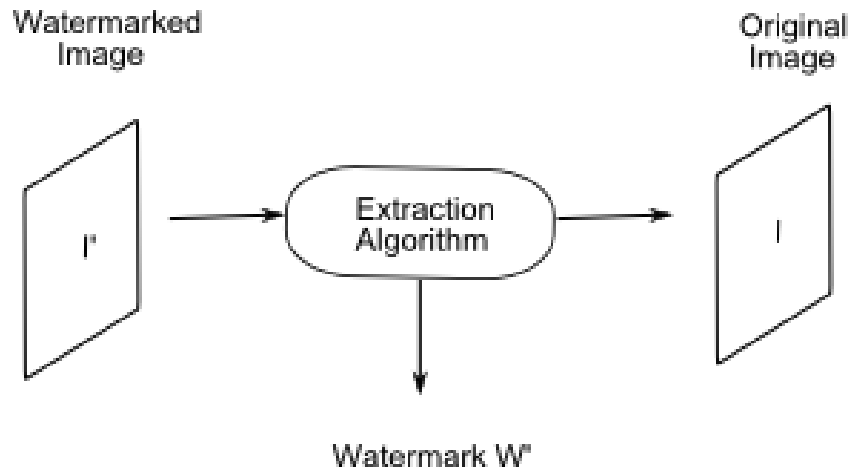 Watermarked
Image
Original
Image
I'
Extraction
Algorithm
I
Watermark W'